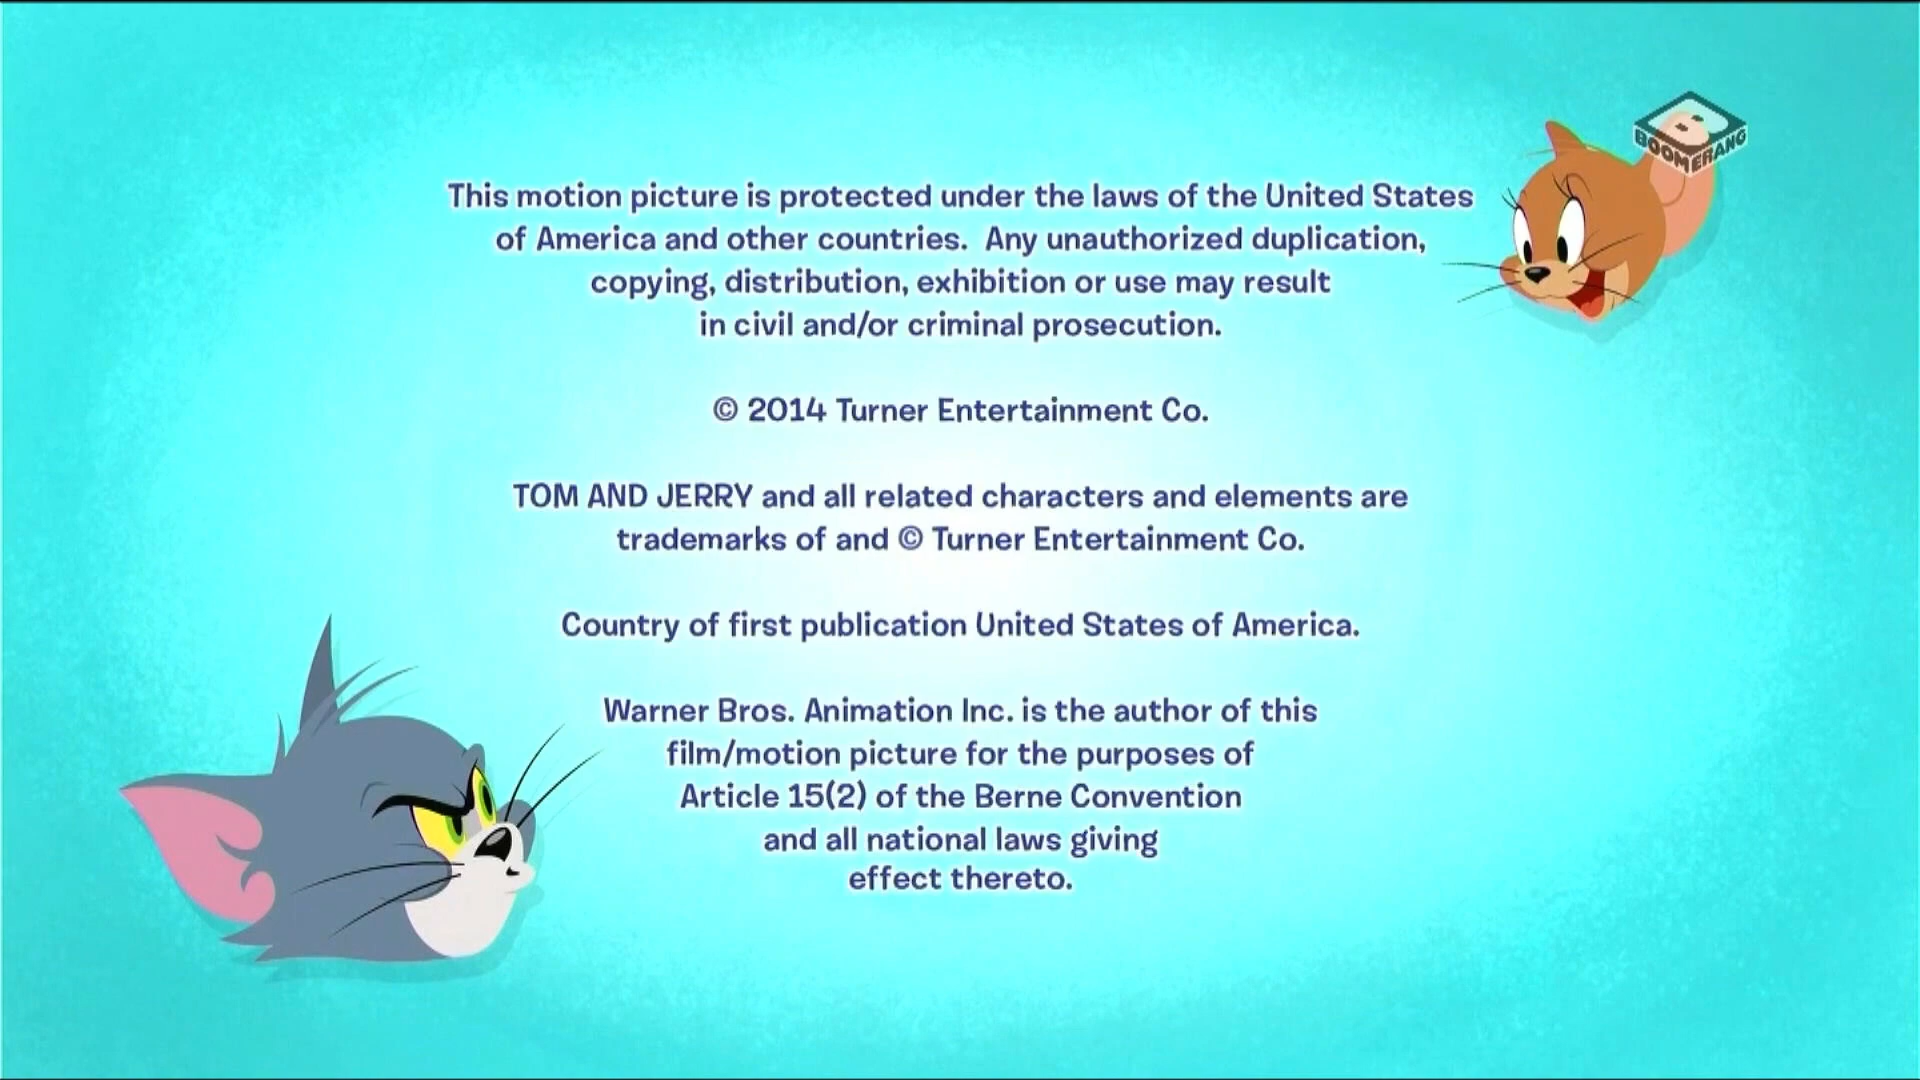 BOOMERANG
This motion picture is protected under the laws of the United States
of America and other countries. Any unauthorized duplication,
copying, distribution, exhibition or use may result
in civil and/or criminal prosecution.
© 2014 Turner Entertainment Co.
TOM AND JERRY and all related characters and elements are
trademarks of and © Turner Entertainment Co.
Country of first publication United States of America.
Warner Bros. Animation Inc. is the author of this
film/motion picture for the purposes of
Article 15(2) of the Berne Convention
and all national laws giving
effect thereto.